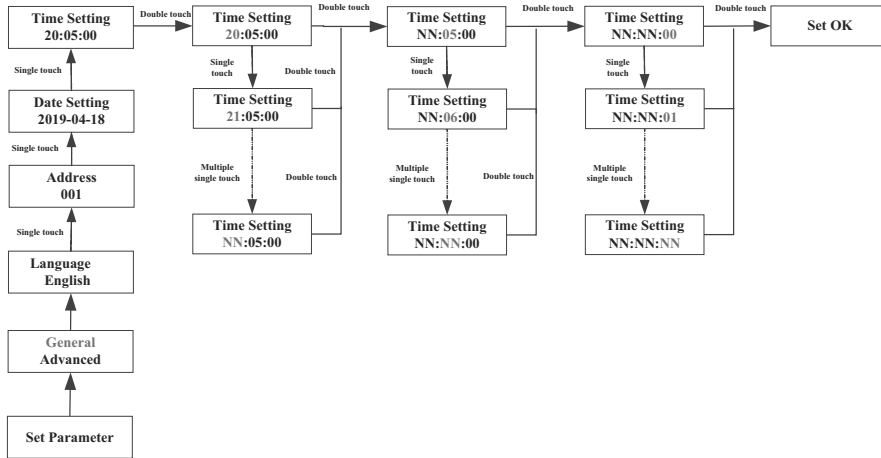 Time Setting
20:05:00
Double touch
Time Setting
20:05:00
Double touch
Time Setting
NN:05:00
Double touch
Time Setting
NN:NN:00
Double touch
Set OK
Single touch
Single
touch
Double touch
Single
touch
Single
touch
Date Setting
2019-04-18
Time Setting
21:05:00
Time Setting
NN:06:00
Time Setting
NN:NN:01
Single touch
Multiple
single touch
Double touch
Multiple
single touch
Double touch
Multiple
single touch
Address
001
Single touch
Time Setting
NN:05:00
Time Setting
NN:NN:00
Time Setting
NN:NN:NN
Language
English
General
Advanced
Set Parameter